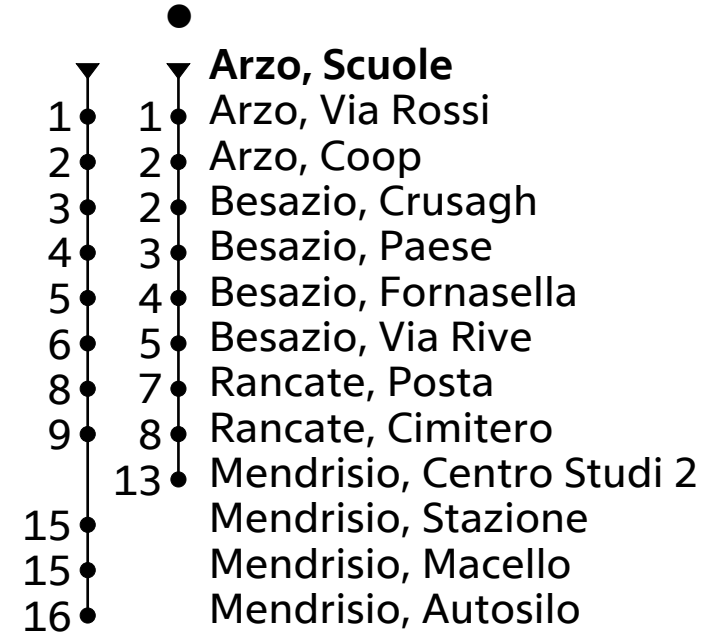 Arzo, Scuole
1 1 Arzo, Via Rossi
2 2 Arzo, Coop
3 2 Besazio, Crusagh
4 3 Besazio, Paese
5 4 Besazio, Fornasella
6 5 Besazio, Via Rive
8 7 Rancate, Posta
9 8 Rancate, Cimitero
13 Mendrisio, Centro Studi 2
15 Mendrisio, Stazione
15 Mendrisio, Macello
16 Mendrisio, Autosilo